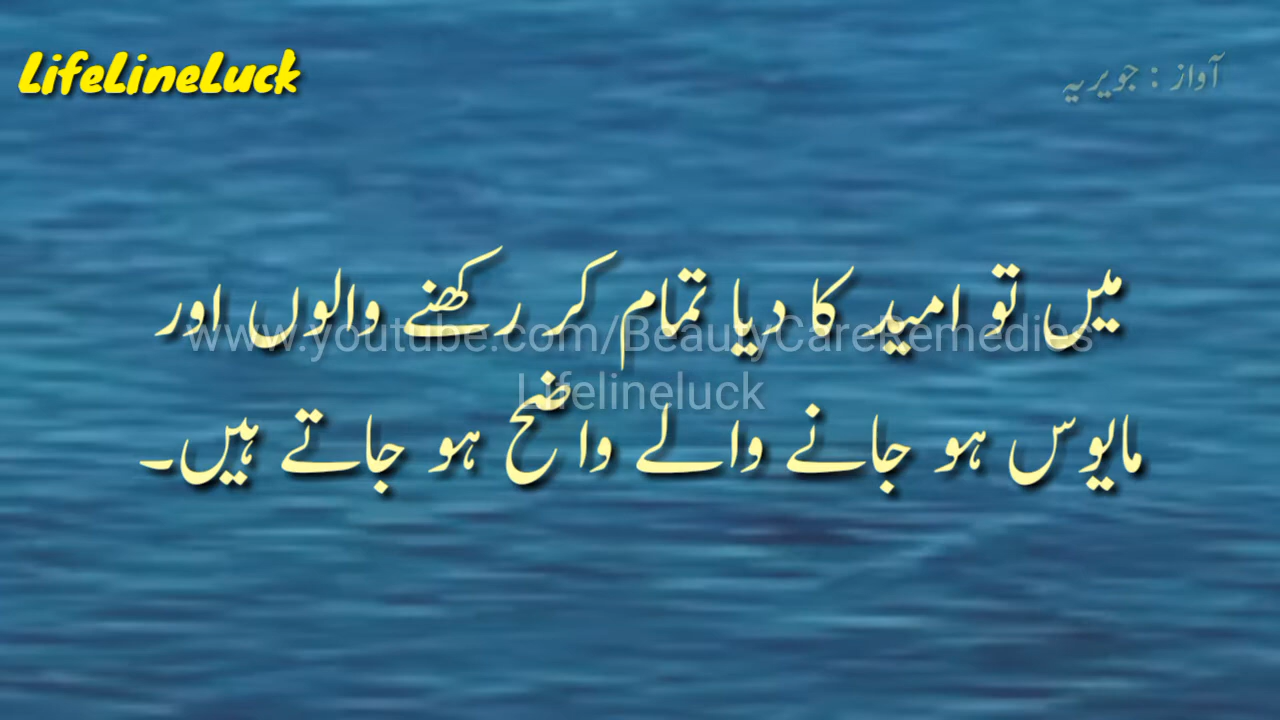 LifeLineLuck
آواز : جویریہ
میں تو امید کا دیا تمام کر رکھنے والوں اور
www.youtube.com/BeautyCareRemedies
Lifelineluck
مایوس ہو جانے والے واضح ہو جاتے ہیں۔